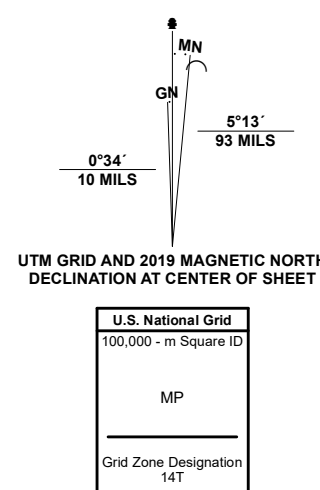 MN
GN
5°13´
93 MILS
0°34´
10 MILS
UTM GRID AND 2019 MAGNETIC NORTH
DECLINATION AT CENTER OF SHEET
U.S. National Grid
100,000 - m Square ID
MP
Grid Zone Designation
14T